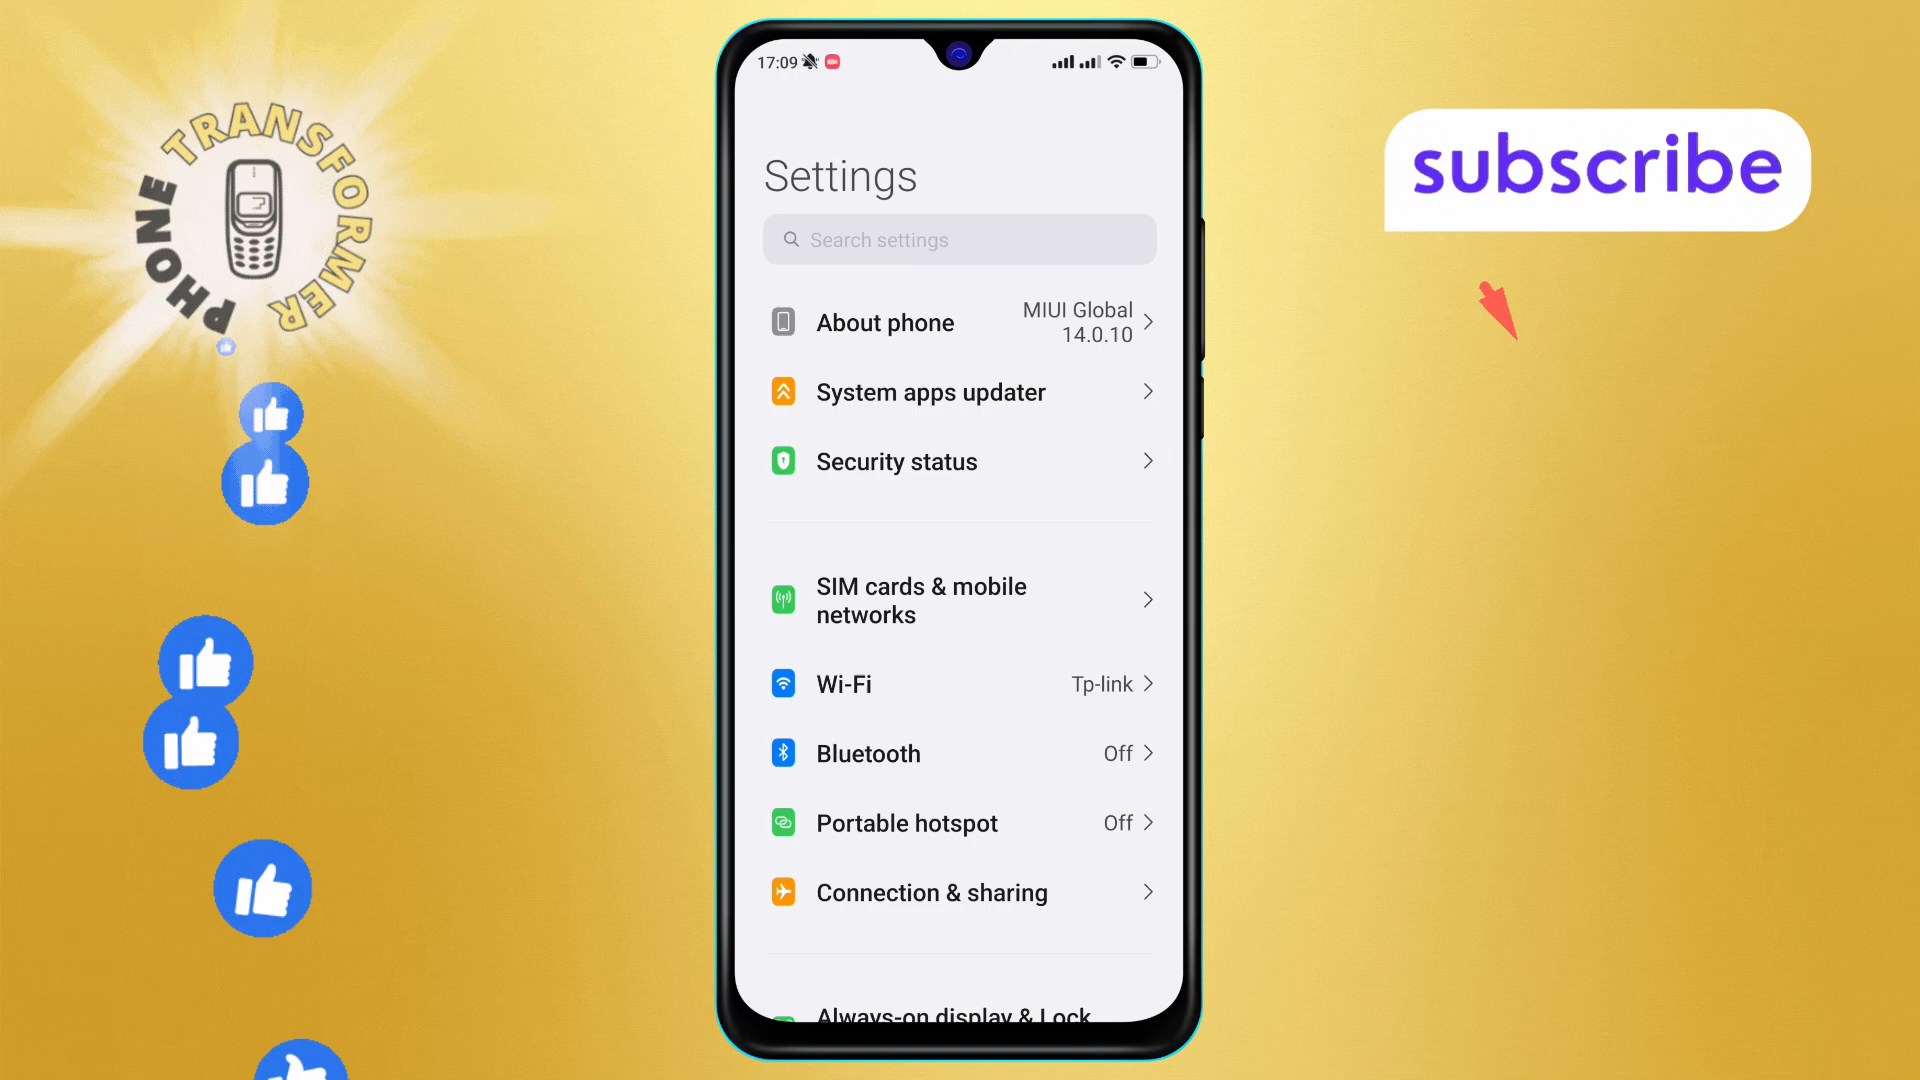 PHONE TRANSFORMER
subscribe
17:09
Settings
Search settings
About phone
MIUI Global
14.0.10
System apps updater
Security status
SIM cards & mobile
networks
Wi-Fi
Tp-link
Bluetooth
Off
Portable hotspot
Off
Connection & sharing
Always-on display & Lock